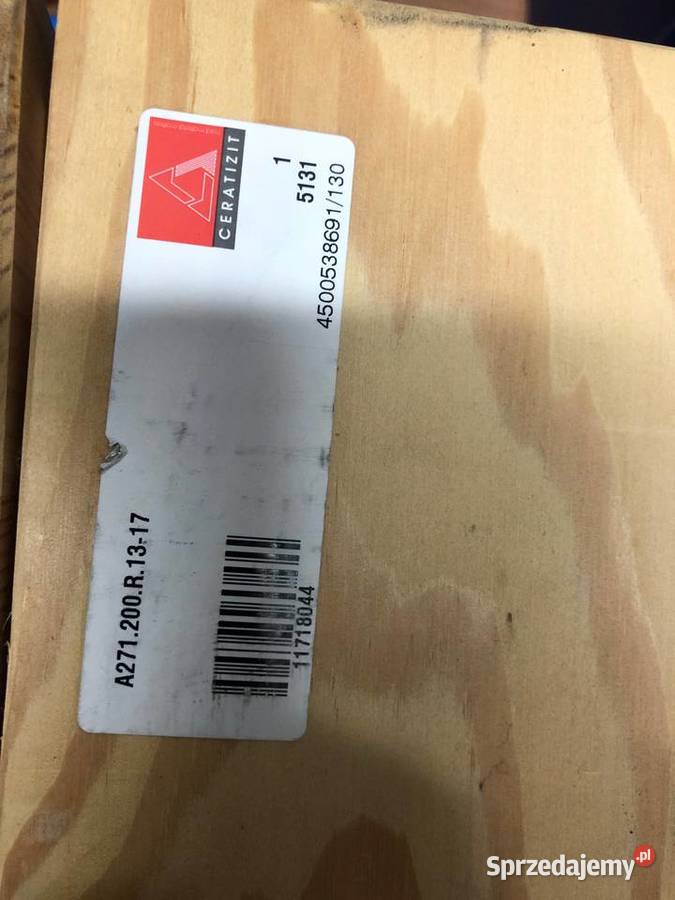 CERATIZIT
1
5131
4500538691/130
A271.200.R.13-17
11718044
Sprzedajemy.pl